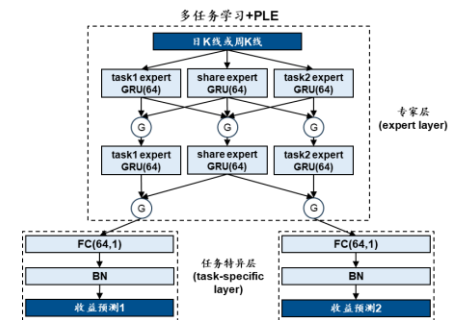 多任务学习+PLE
日K线或周K线
task1 expert GRU(64)
share expert GRU(64)
task2 expert GRU(64)
G
G
G
专家层
(expert layer)
task1 expert GRU(64)
share expert GRU(64)
task2 expert GRU(64)
G
G
FC(64,1)
BN
收益预测1
任务特异层
(task-specific
layer)
FC(64,1)
BN
收益预测2